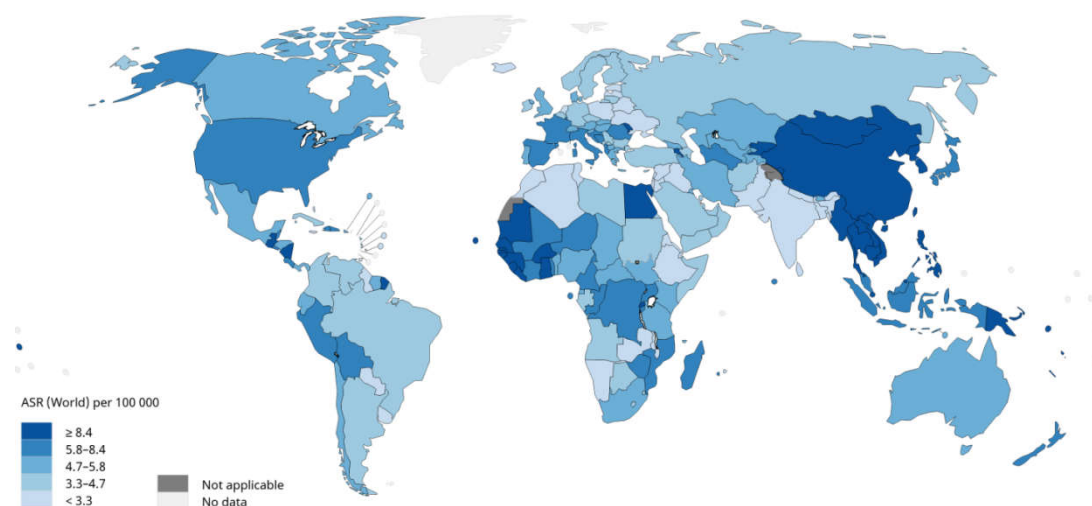 ASR (World) per 100 000
≥ 8.4
5.8–8.4
4.7–5.8
3.3–4.7
< 3.3
Not applicable
No data